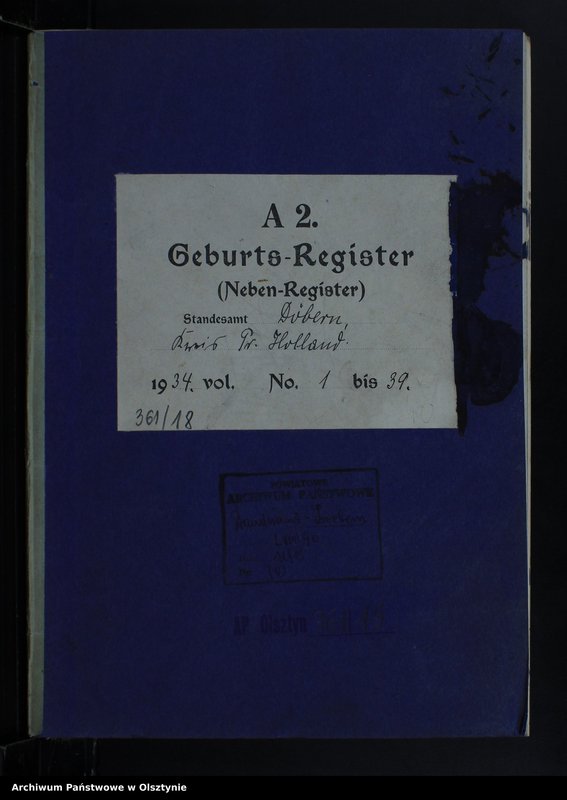 A 2.
Geburts-Register
(Neben-Register)
Standesamt Döbern,
Kreis Pr. Holland.
1934. vol. No. 1 bis 39.
361/18
POWIATOWE
ARCHIWUM PAŃSTWOWE
AP Olsztyn
Archiwum Państwowe w Olsztynie